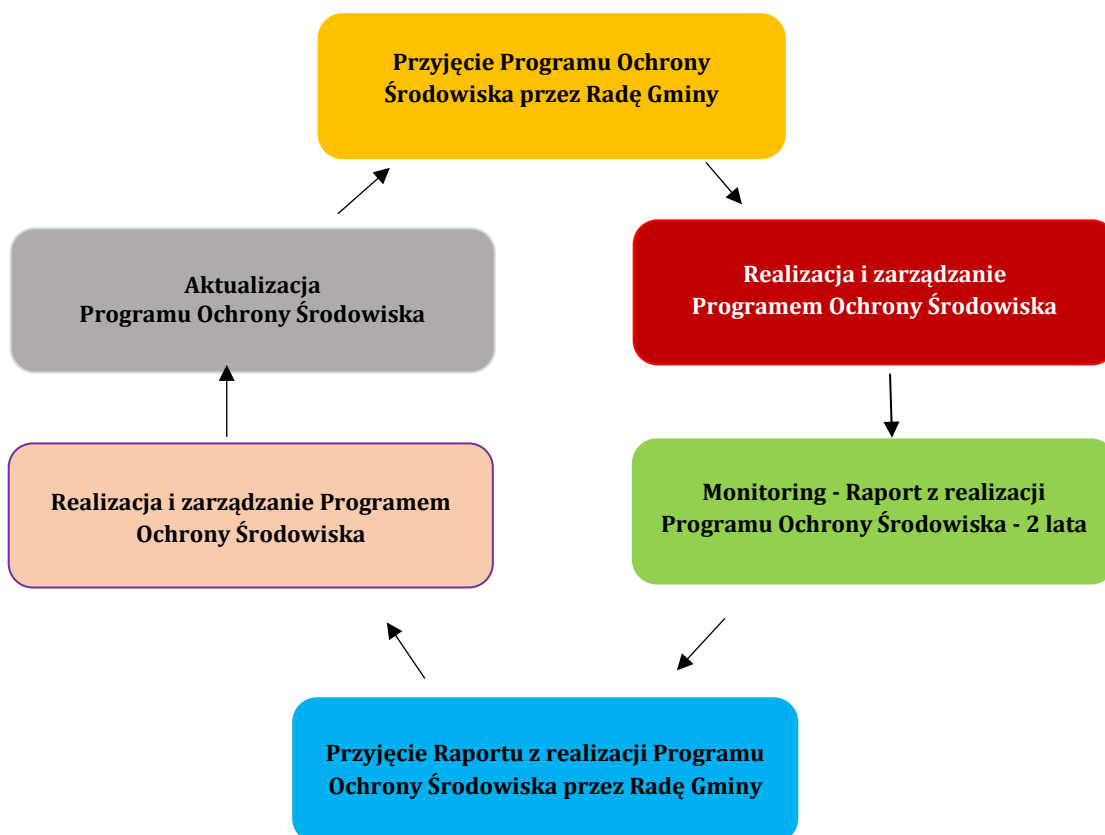 Przyjęcie Programu Ochrony
Środowiska przez Radę Gminy
Aktualizacja
Programu Ochrony Środowiska
Realizacja i zarządzanie
Programem Ochrony Środowiska
Realizacja i zarządzanie Programem
Ochrony Środowiska
Monitoring - Raport z realizacji
Programu Ochrony Środowiska - 2 lata
Przyjęcie Raportu z realizacji Programu
Ochrony Środowiska przez Radę Gminy